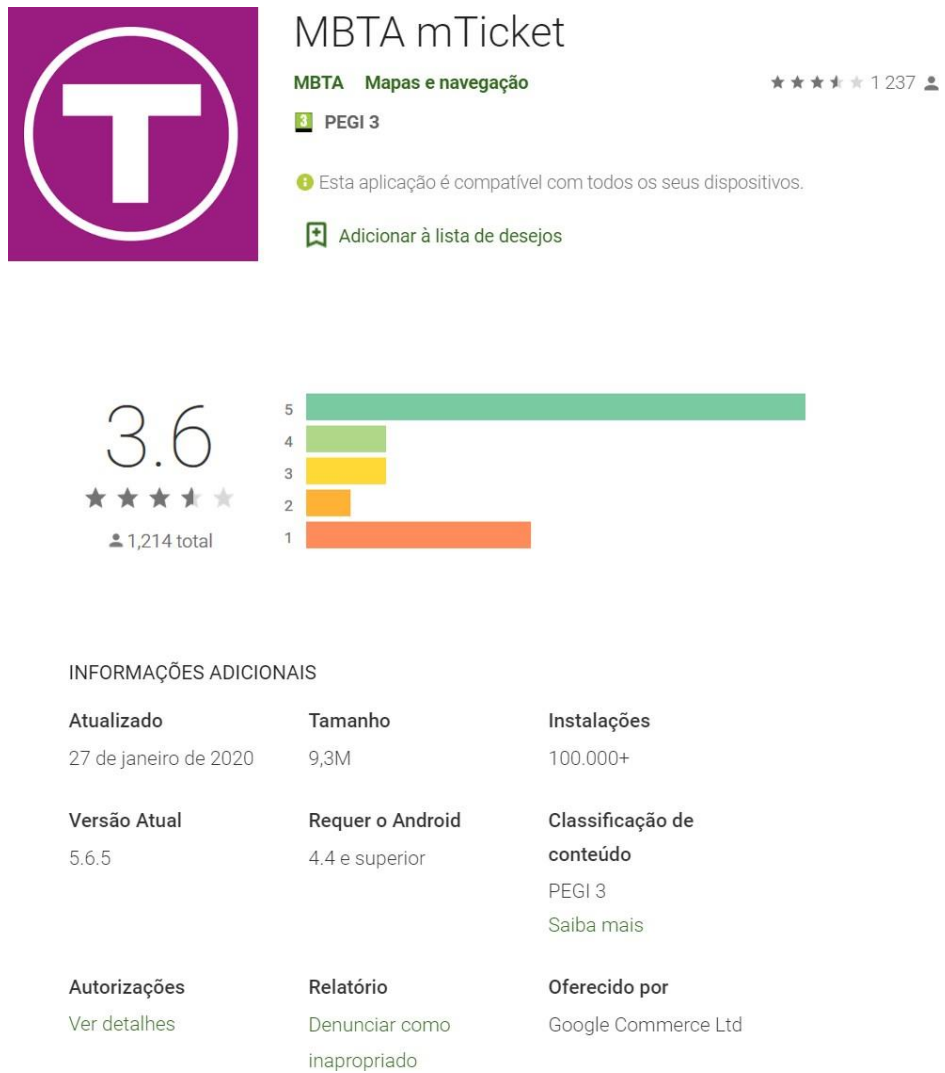 T
MBTA mTicket
MBTA Mapas e navegação 1 237
3 PEGI 3
Esta aplicação é compatível com todos os seus dispositivos.
Adicionar à lista de desejos
3.6
1,214 total
5
4
3
2
1
INFORMAÇÕES ADICIONAIS
Atualizado Tamanho Instalações
27 de janeiro de 2020 9,3M 100.000+
Versão Atual Requer o Android Classificação de
conteúdo
5.6.5 4.4 e superior
PEGI 3
Saiba mais
Autorizações Relatório Oferecido por
Ver detalhes Denunciar como Google Commerce Ltd
inapropriado